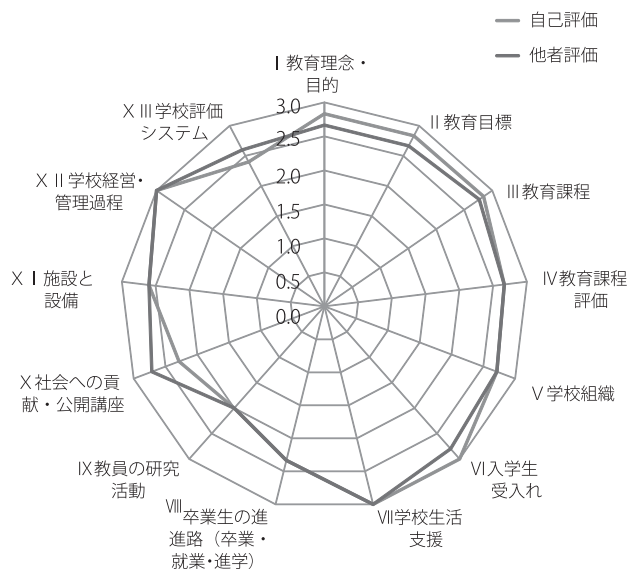 自己評価
他者評価
Ⅰ 教育理念・
目的
Ⅱ 教育目標
Ⅲ教育課程
Ⅳ教育課程
評価
Ⅴ学校組織
Ⅵ入学生
受入れ
Ⅶ学校生活
支援
Ⅷ卒業生の進
進路（卒業・
就業・進学）
Ⅸ教員の研究
活動
Ⅹ社会への貢
献・公開講座
ⅩⅠ施設と
設備
ⅩⅡ学校経営・
管理過程
ⅩⅢ学校評価
システム
3.0
2.5
2.0
1.5
1.0
0.5
0.0